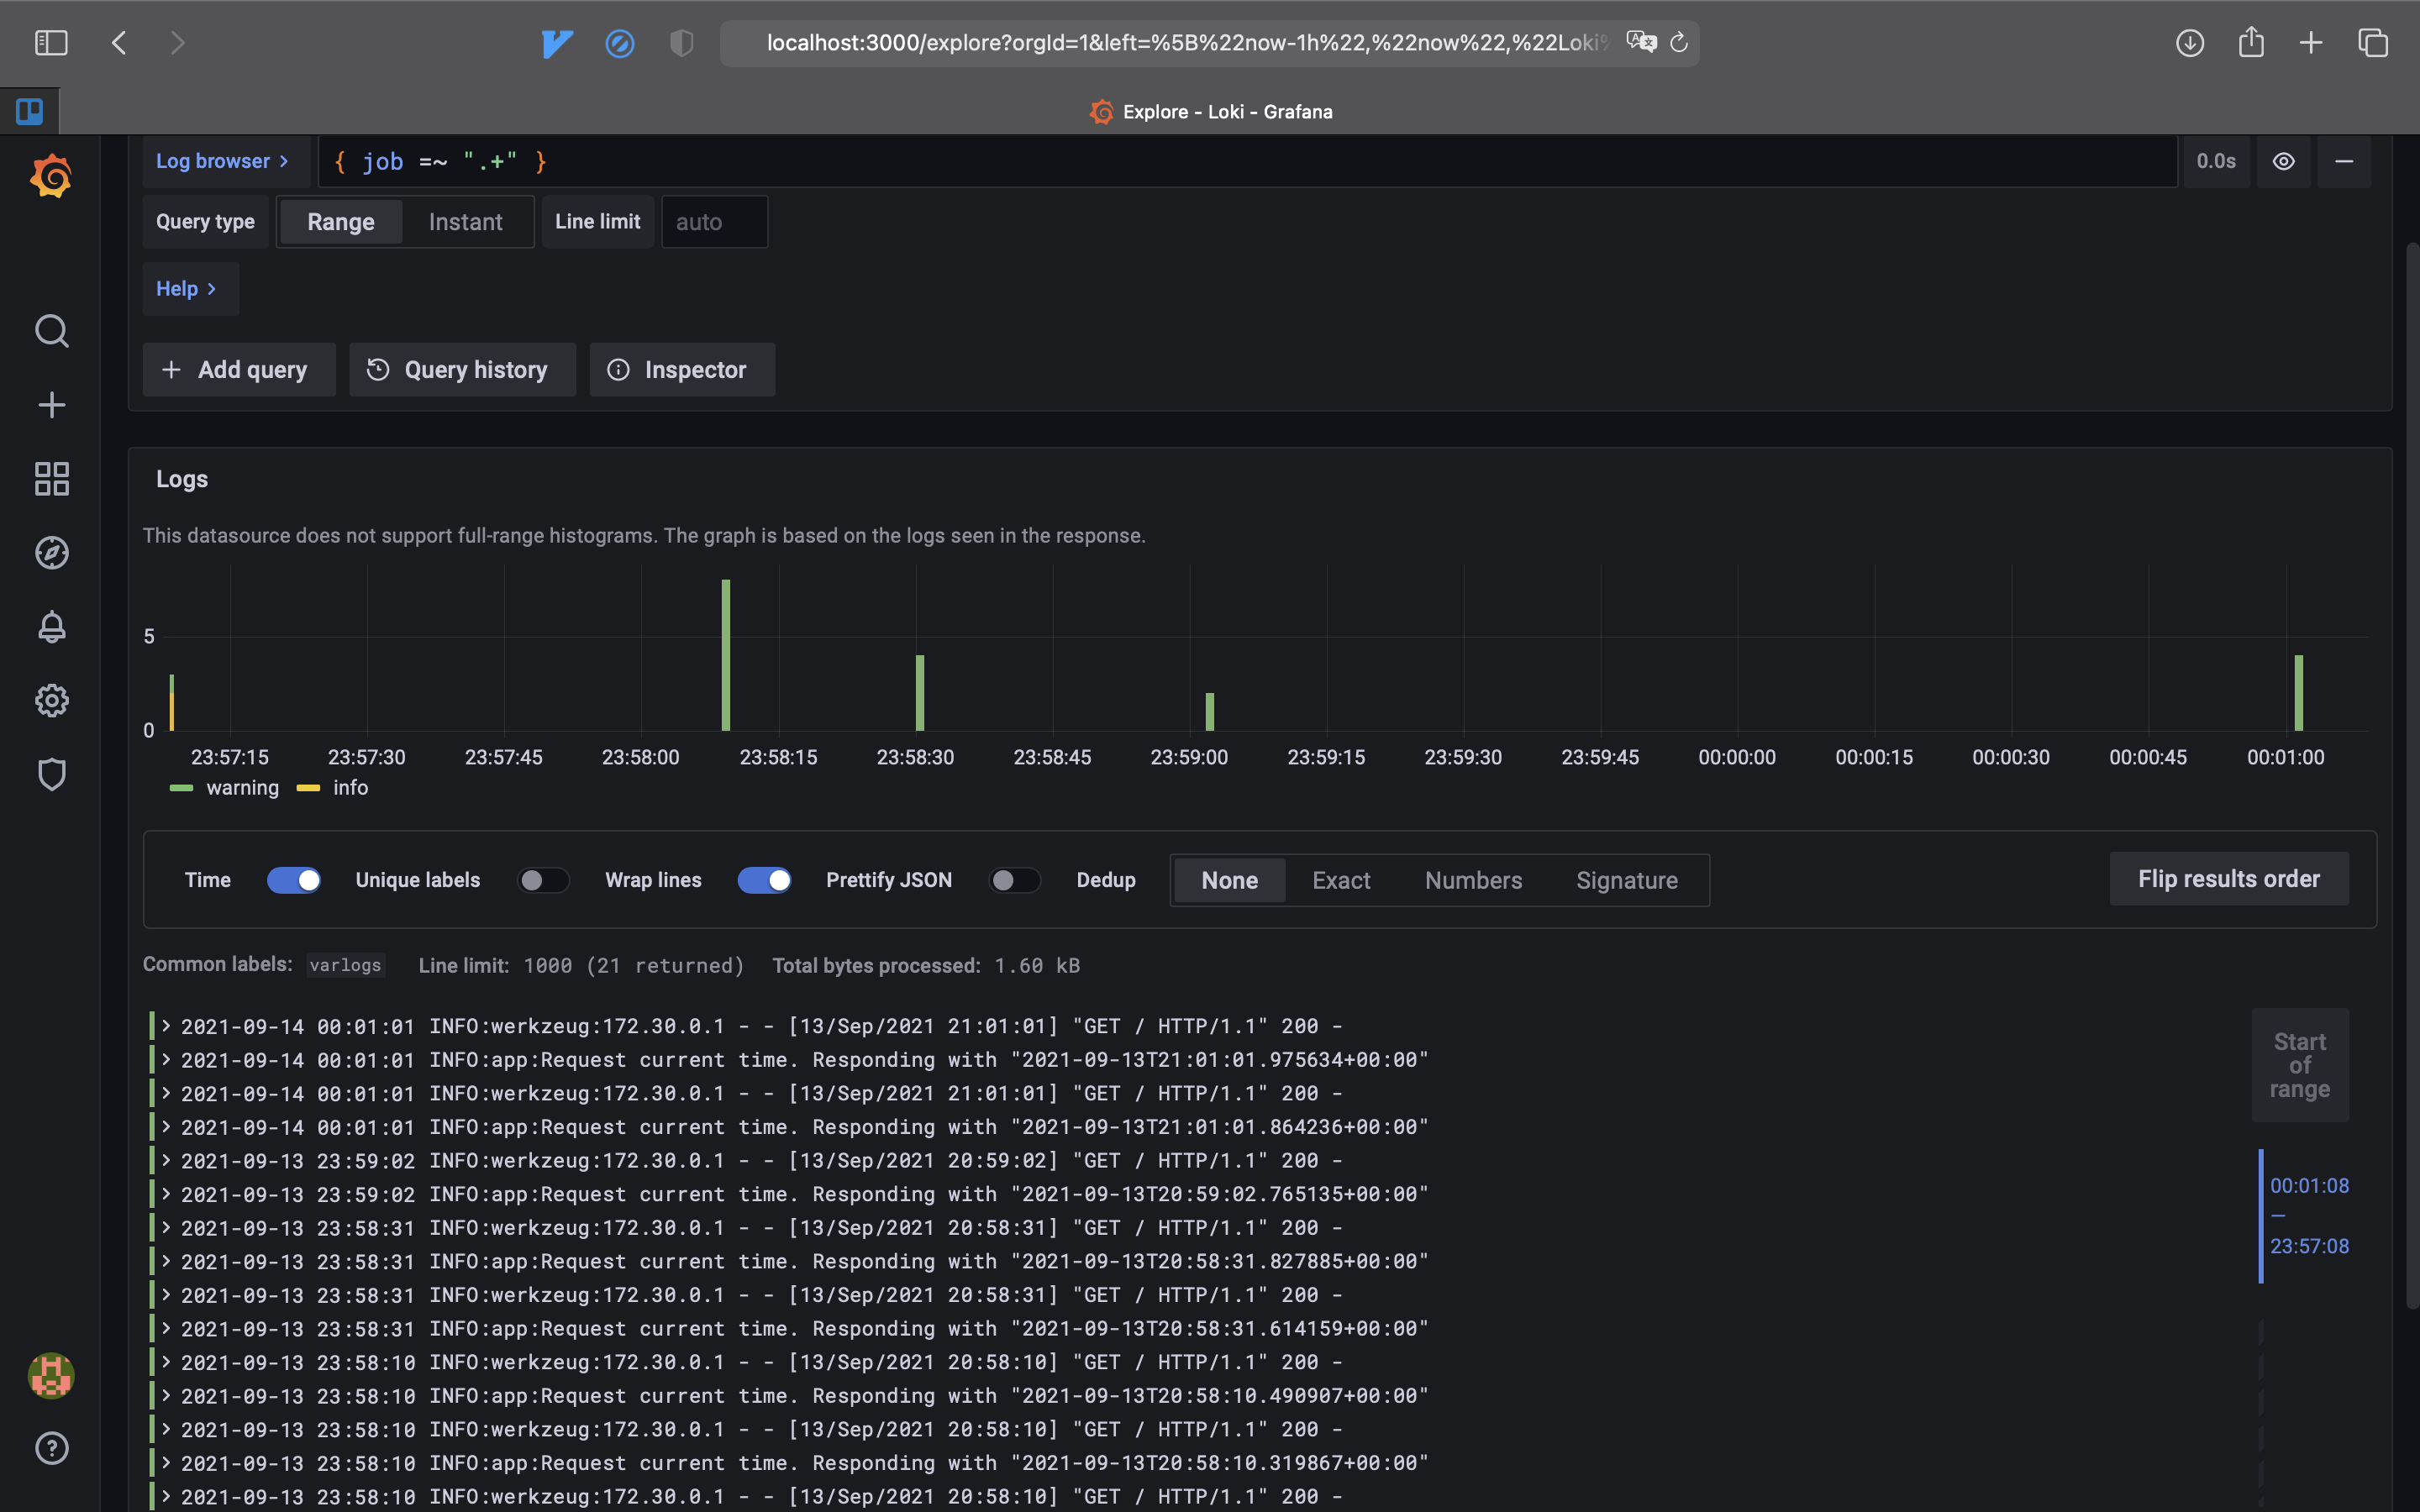 localhost:3000/explore?orgId=1&left=%5B%22now-1h%22,%22now%22,%22Loki%
Explore - Loki - Grafana
Log browser > { job =~ ".+" } 0.0s
Query type Range Instant Line limit auto
Help >
+ Add query Query history Inspector
Logs
This datasource does not support full-range histograms. The graph is based on the logs seen in the response.
5
0
23:57:15 23:57:30 23:57:45 23:58:00 23:58:15 23:58:30 23:58:45 23:59:00 23:59:15 23:59:30 23:59:45 00:00:00 00:00:15 00:00:30 00:00:45 00:01:00
warning info
Time Unique labels Wrap lines Prettify JSON Dedup None Exact Numbers Signature Flip results order
Common labels: varlogs Line limit: 1000 (21 returned) Total bytes processed: 1.60 kB
> 2021-09-14 00:01:01 INFO:werkzeug:172.30.0.1 - - [13/Sep/2021 21:01:01] "GET / HTTP/1.1" 200 -
> 2021-09-14 00:01:01 INFO:app:Request current time. Responding with "2021-09-13T21:01:01.975634+00:00"
> 2021-09-14 00:01:01 INFO:werkzeug:172.30.0.1 - - [13/Sep/2021 21:01:01] "GET / HTTP/1.1" 200 -
> 2021-09-14 00:01:01 INFO:app:Request current time. Responding with "2021-09-13T21:01:01.864236+00:00"
> 2021-09-13 23:59:02 INFO:werkzeug:172.30.0.1 - - [13/Sep/2021 20:59:02] "GET / HTTP/1.1" 200 -
> 2021-09-13 23:59:02 INFO:app:Request current time. Responding with "2021-09-13T20:59:02.765135+00:00"
> 2021-09-13 23:58:31 INFO:werkzeug:172.30.0.1 - - [13/Sep/2021 20:58:31] "GET / HTTP/1.1" 200 -
> 2021-09-13 23:58:31 INFO:app:Request current time. Responding with "2021-09-13T20:58:31.827885+00:00"
> 2021-09-13 23:58:31 INFO:werkzeug:172.30.0.1 - - [13/Sep/2021 20:58:31] "GET / HTTP/1.1" 200 -
> 2021-09-13 23:58:31 INFO:app:Request current time. Responding with "2021-09-13T20:58:31.614159+00:00"
> 2021-09-13 23:58:10 INFO:werkzeug:172.30.0.1 - - [13/Sep/2021 20:58:10] "GET / HTTP/1.1" 200 -
> 2021-09-13 23:58:10 INFO:app:Request current time. Responding with "2021-09-13T20:58:10.490907+00:00"
> 2021-09-13 23:58:10 INFO:werkzeug:172.30.0.1 - - [13/Sep/2021 20:58:10] "GET / HTTP/1.1" 200 -
> 2021-09-13 23:58:10 INFO:app:Request current time. Responding with "2021-09-13T20:58:10.319867+00:00"
> 2021-09-13 23:58:10 INFO:werkzeug:172.30.0.1 - - [13/Sep/2021 20:58:10] "GET / HTTP/1.1" 200 -
Start
of
range
00:01:08
—
23:57:08